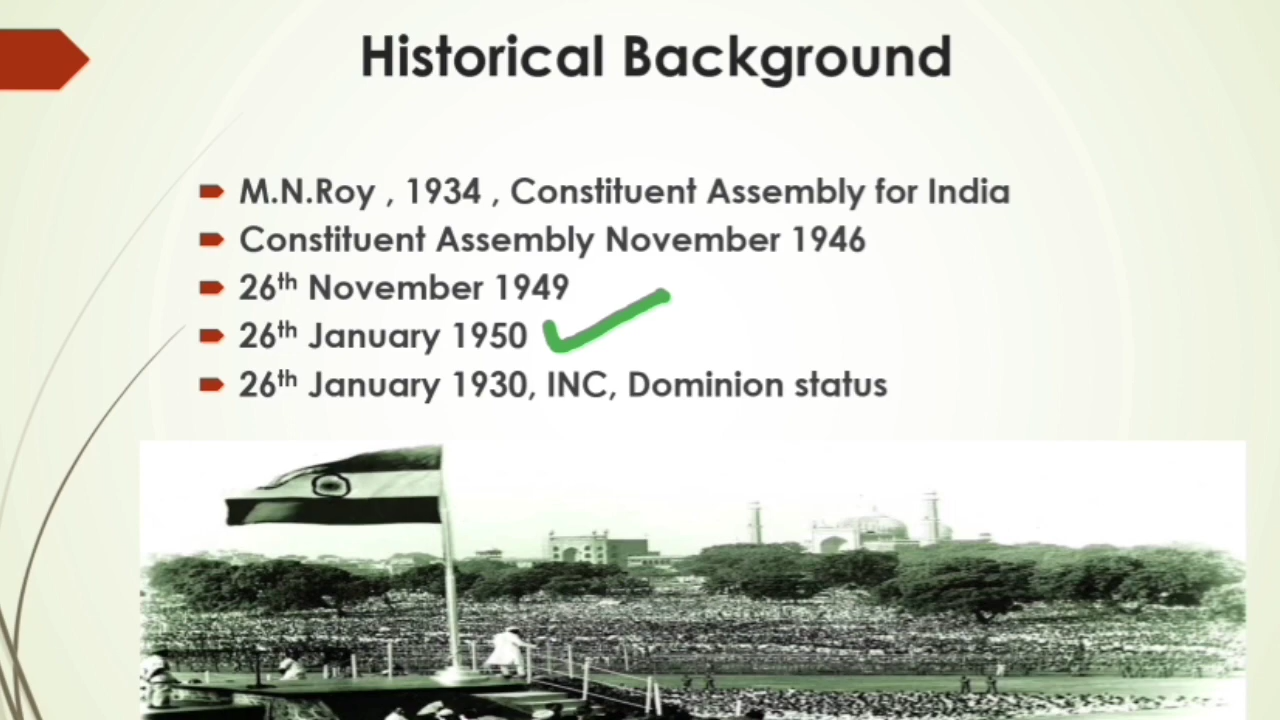 Historical Background
M.N.Roy , 1934 , Constituent Assembly for India
Constituent Assembly November 1946
26th November 1949
26th January 1950
26th January 1930, INC, Dominion status